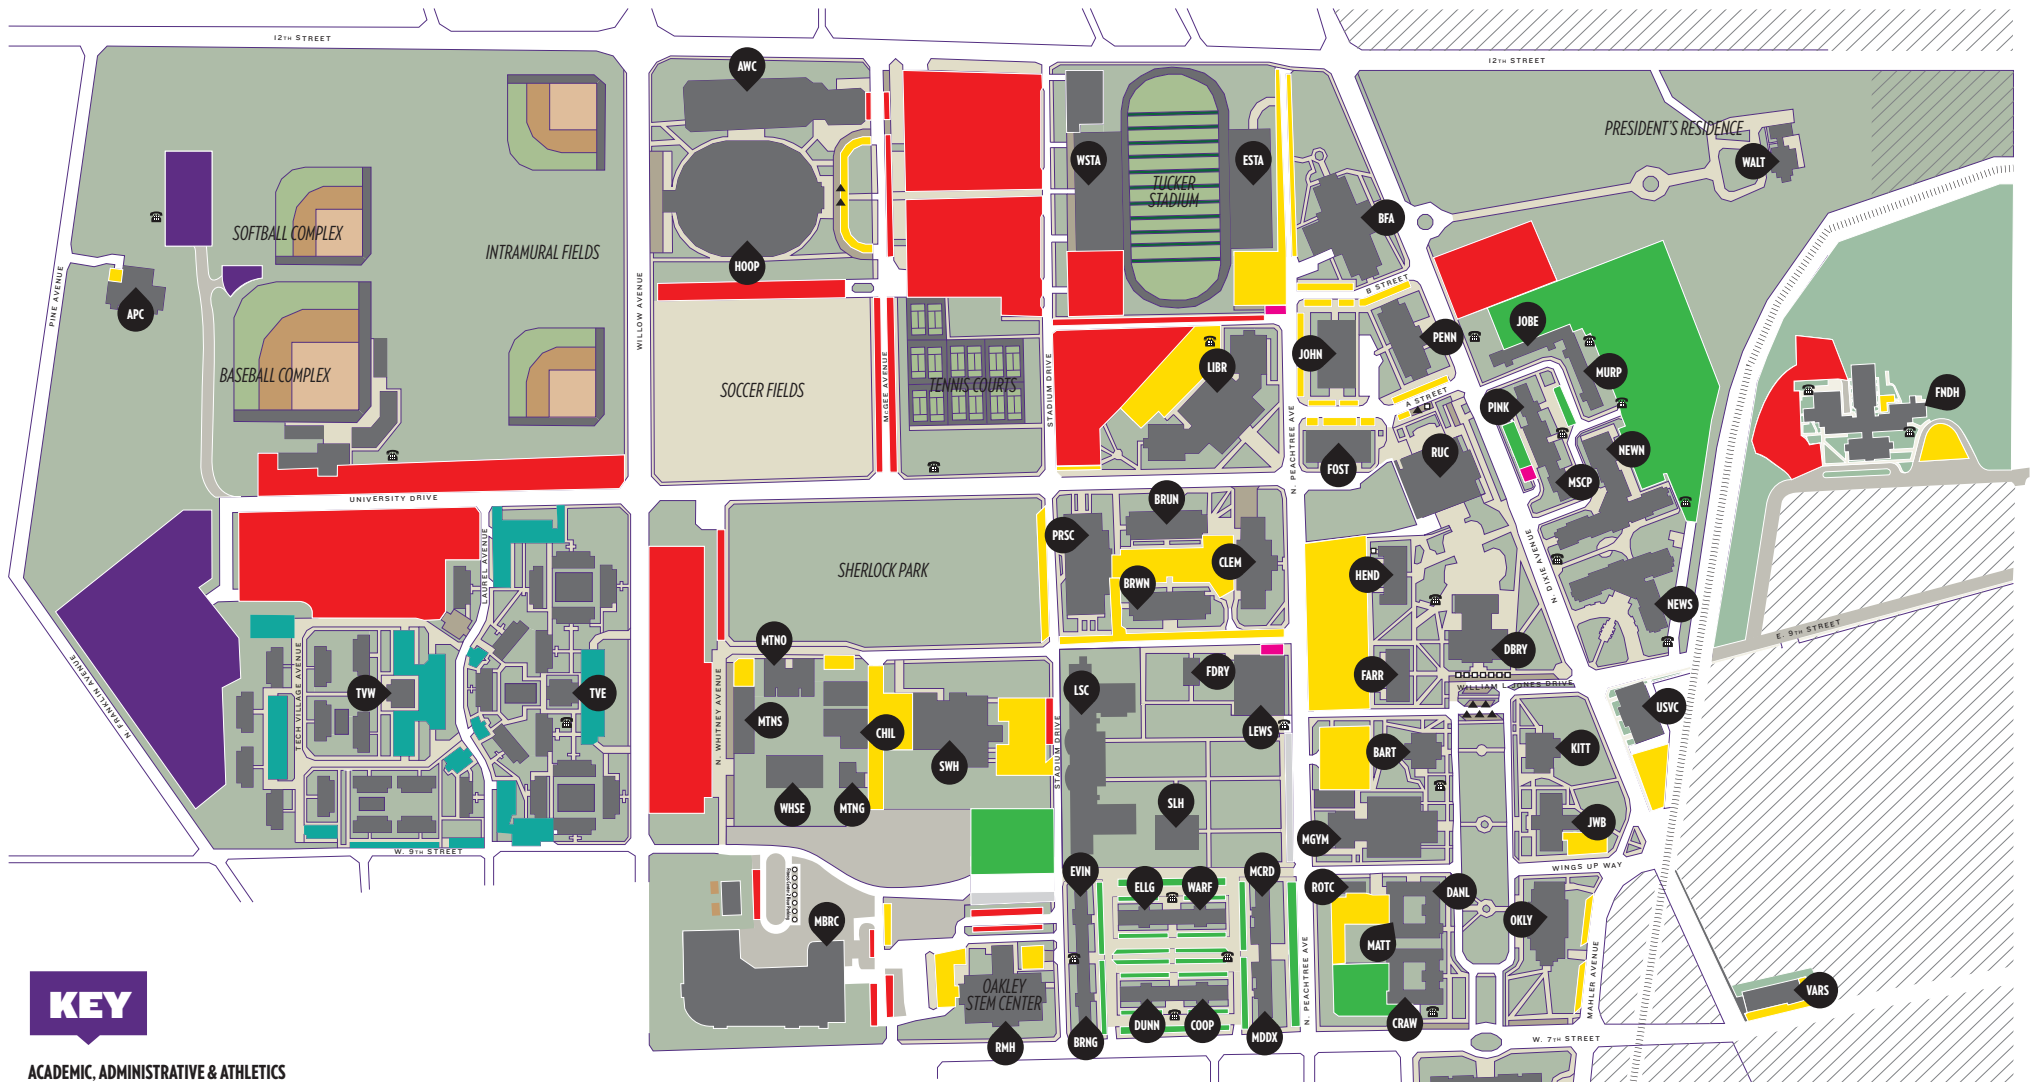 12TH STREET
12TH STREET
AWC
PRESIDENT'S RESIDENCE
WALT
WSTA
ESTA
TUCKER
STADIUM
BFA
SOFTBALL COMPLEX
INTRAMURAL FIELDS
HOOP
PINE AVENUE
APC
WILLOW AVENUE
B STREET
JOBE
PENN
JOHN
LIBR
MURP
BASEBALL COMPLEX
SOCCER FIELDS
McGEE AVENUE
TENNIS COURTS
STADIUM DRIVE
A STREET
PINK
FNDH
N. PEACHTREE AVE
RUC
NEWN
FOST
MSCP
UNIVERSITY DRIVE
BRUN
PRSC
LAUREL AVENUE
SHERLOCK PARK
CLEM
BRWN
HEND
N. DIXIE AVENUE
NEWS
E. 9TH STREET
MTNO
DBRY
N. FRANKLIN AVENUE
TECH VILLAGE AVENUE
TVW
TVE
N. WHITNEY AVENUE
LSC
FDRY
FARR
WILLIAM L. JONES DRIVE
USVC
MTNS
CHIL
STADIUM DRIVE
LEWS
BART
KITT
SWH
WHSE
MTNG
SLH
JWB
MGYM
W. 9TH STREET
WINGS UP WAY
EVIN
ELLG
WARF
MCRD
ROTC
DANL
MBRC
OKLY
MATT
N. PEACHTREE AVE
MAHLER AVENUE
OAKLEY
STEM CENTER
VARS
KEY
DUNN
COOP
CRAW
RMH
BRNG
MDDX
W. 7TH STREET
ACADEMIC, ADMINISTRATIVE & ATHLETICS